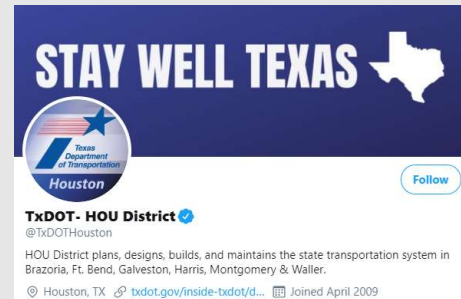 STAY WELL TEXAS
Texas
Department
of Transportation
Houston
Follow
TxDOT- HOU District
@TxDOTHouston
HOU District plans, designs, builds, and maintains the state transportation system in
Brazoria, Ft. Bend, Galveston, Harris, Montgomery & Waller.
Houston, TX txdot.gov/inside-txdot/d... Joined April 2009